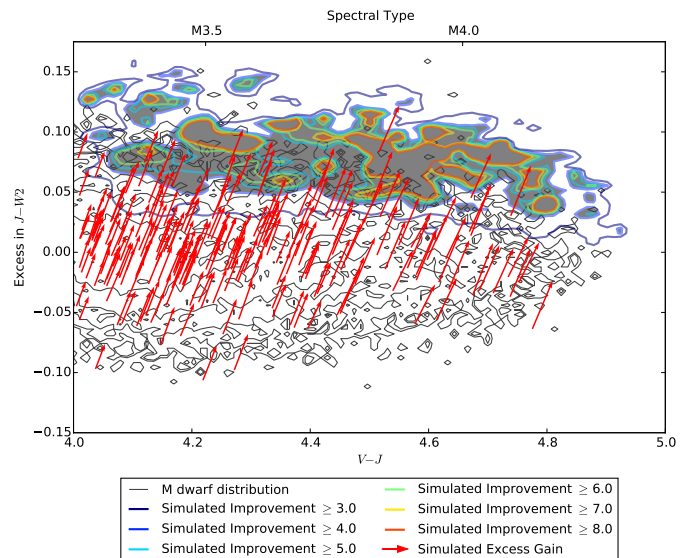 Spectral Type
M3.5 M4.0
0.15
0.10
0.05
0.00
−0.05
−0.10
−0.15
Excess in J−W2
4.0 4.2 4.4 4.6 4.8 5.0
V−J
M dwarf distribution
Simulated Improvement ≥ 3.0
Simulated Improvement ≥ 4.0
Simulated Improvement ≥ 5.0
Simulated Improvement ≥ 6.0
Simulated Improvement ≥ 7.0
Simulated Improvement ≥ 8.0
Simulated Excess Gain